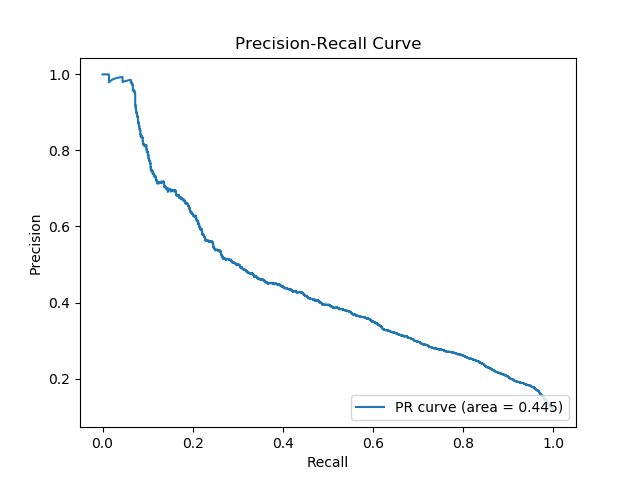 Precision-Recall Curve
1.0
0.8
0.6
0.4
0.2
Precision
0.0 0.2 0.4 0.6 0.8 1.0
Recall
PR curve (area = 0.445)